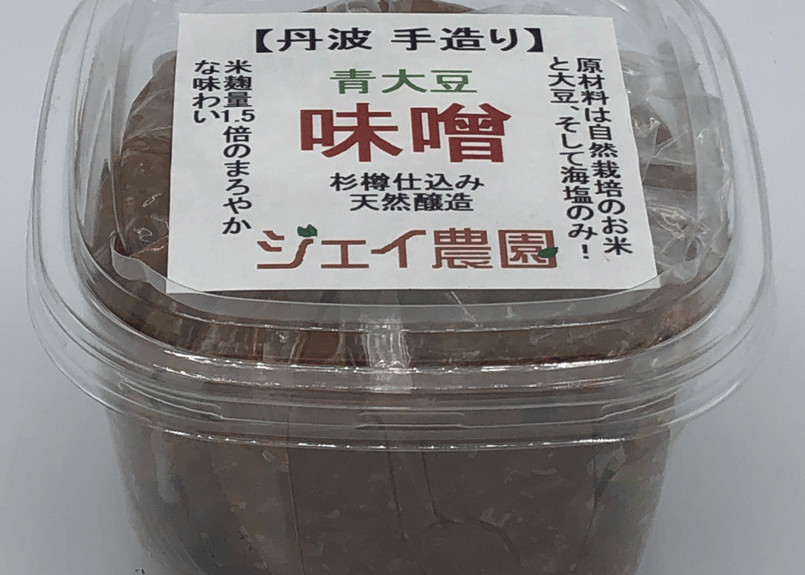 【丹波 手造り】
原材料は自然栽培のお米
と大豆、そして海塩のみ！
青大豆
味噌
杉樽仕込み
天然醸造
米麹量1.5倍のまろやか
な味わい
ジェイ農園